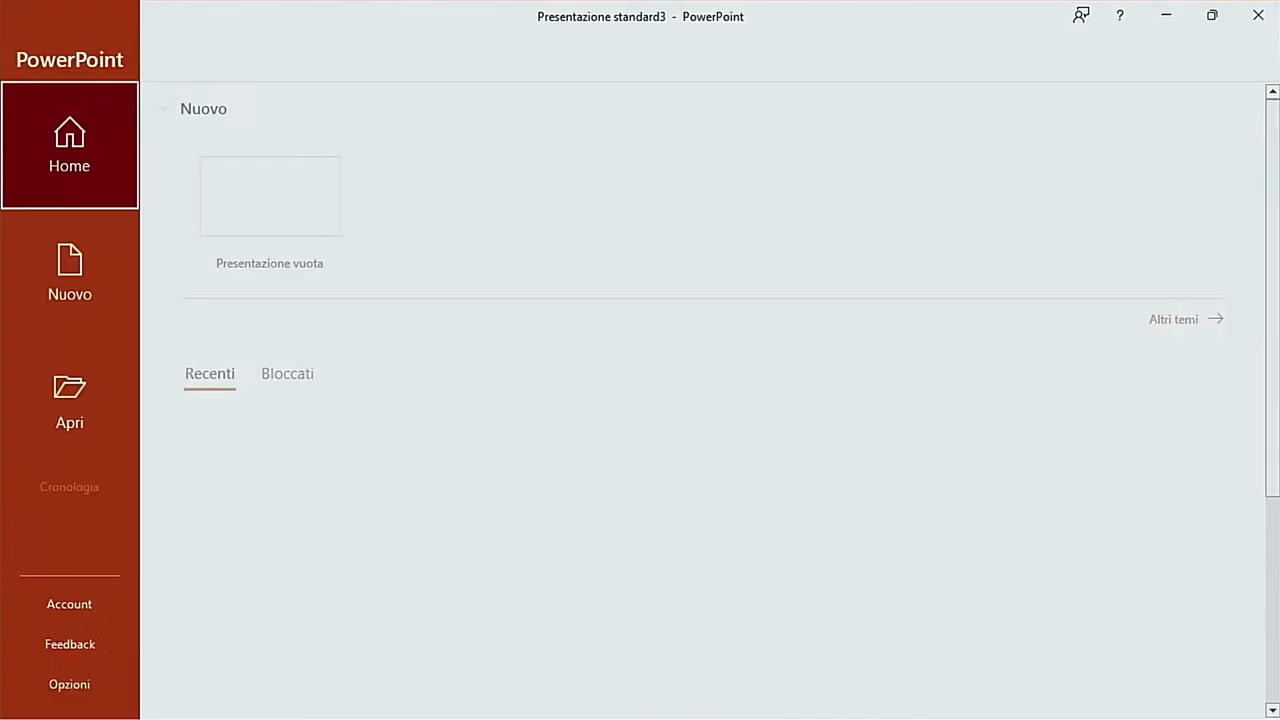 Presentazione standard3 - PowerPoint
?
PowerPoint
Home
Nuovo
Apri
Cronologia
Account
Feedback
Opzioni
Nuovo
Presentazione vuota
Altri temi
Recenti
Bloccati